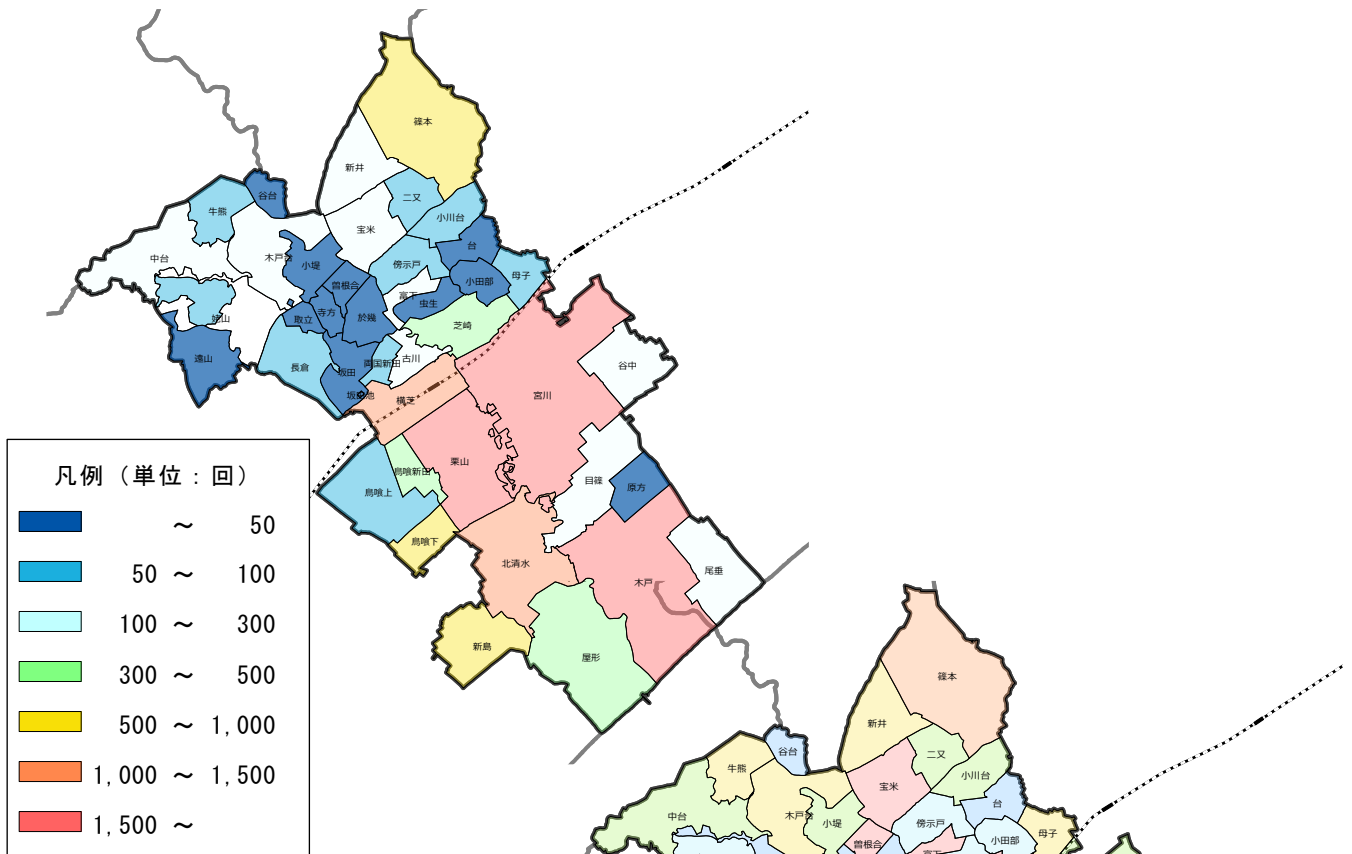 篠本
新井
二又
谷台
牛熊
小川台
宝米
台
中台
木戸台
小堤
傍示戸
母子
小田部
曽根合
富下
虫生
姥山
寺方
取立
於幾
芝崎
遠山
古川
両国新田
長倉
坂田
坂田池
横芝
谷中
宮川
栗山
鳥喰新田
目篠
原方
鳥喰上
鳥喰下
北清水
尾垂
木戸
新島
屋形
凡例（単位：回）
～ 50
50 ～ 100
100 ～ 300
300 ～ 500
500 ～ 1,000
1,000 ～ 1,500
1,500 ～
篠本
新井
谷台
二又
牛熊
小川台
宝米
台
中台
木戸台
小堤
傍示戸
母子
小田部
曽根合